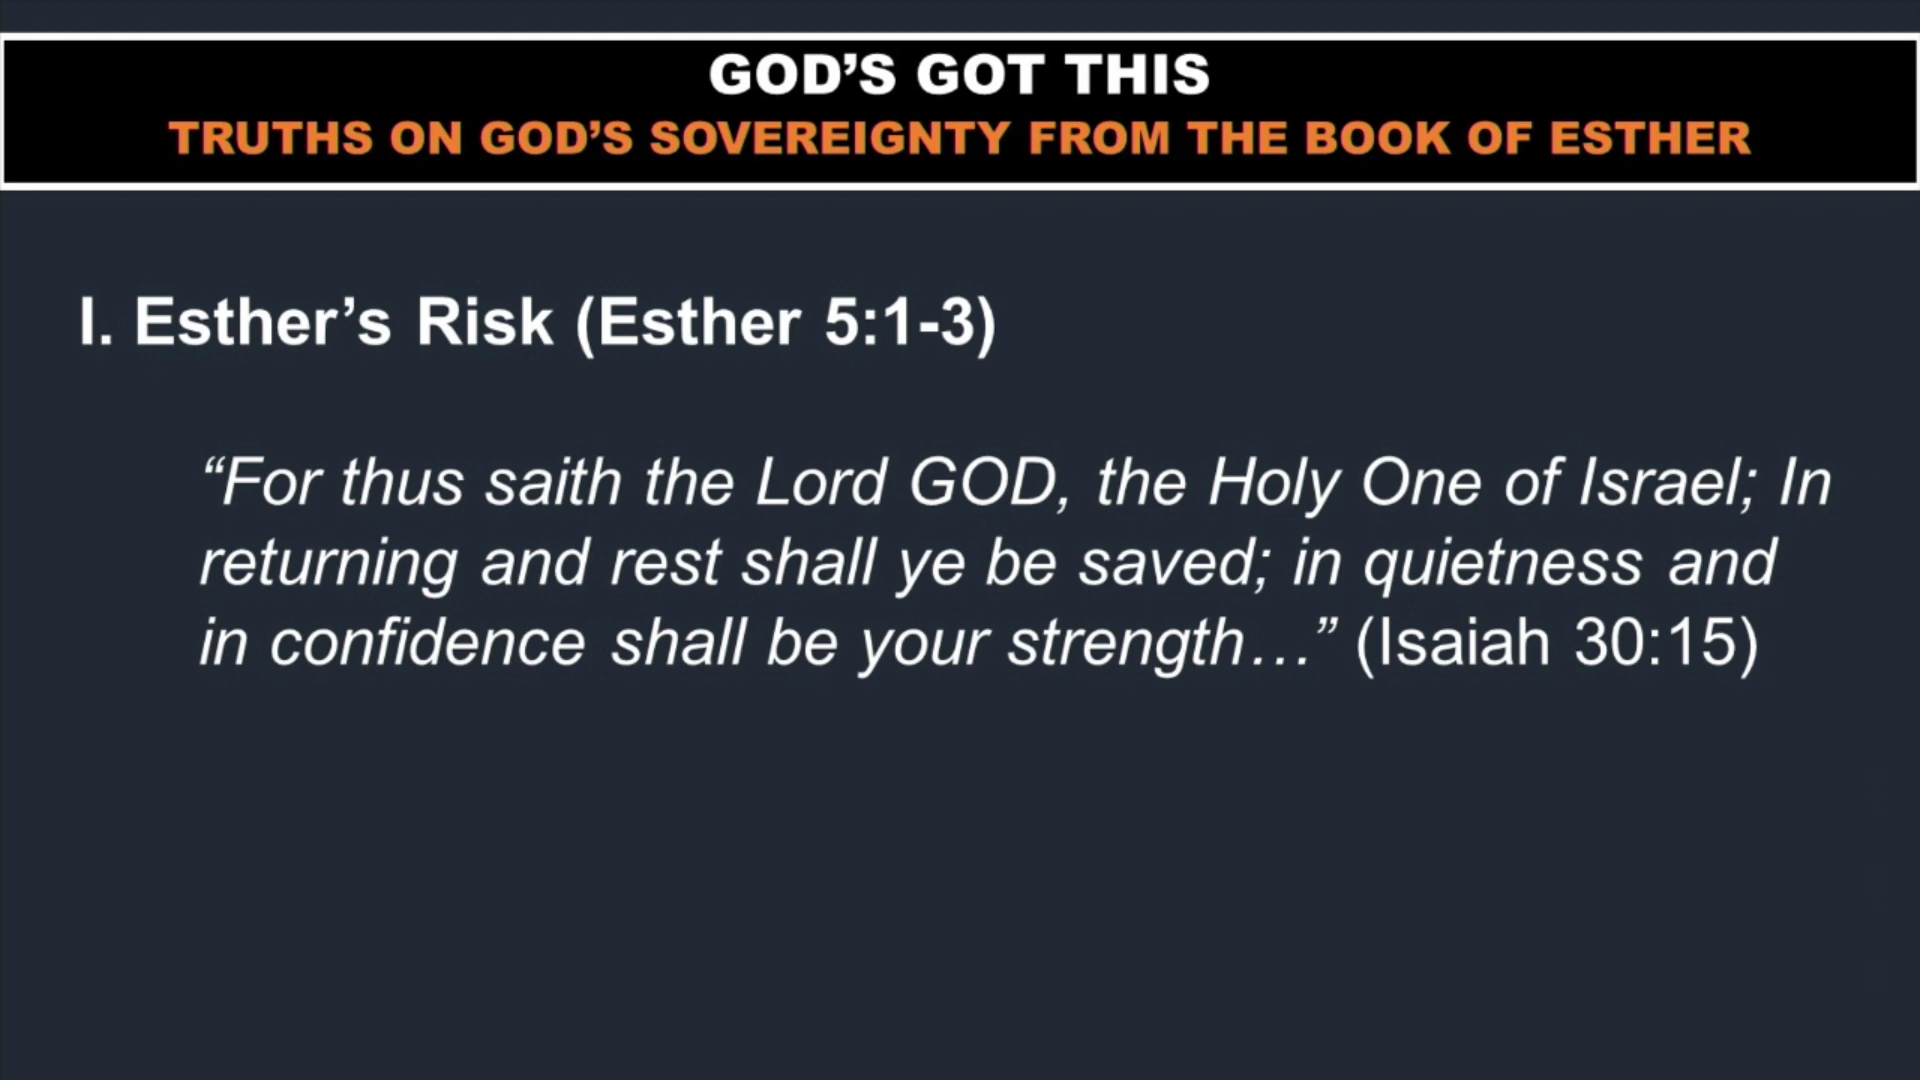 GOD’S GOT THIS
TRUTHS ON GOD’S SOVEREIGNTY FROM THE BOOK OF ESTHER
I. Esther’s Risk (Esther 5:1-3)
“For thus saith the Lord GOD, the Holy One of Israel; In
returning and rest shall ye be saved; in quietness and
in confidence shall be your strength…” (Isaiah 30:15)